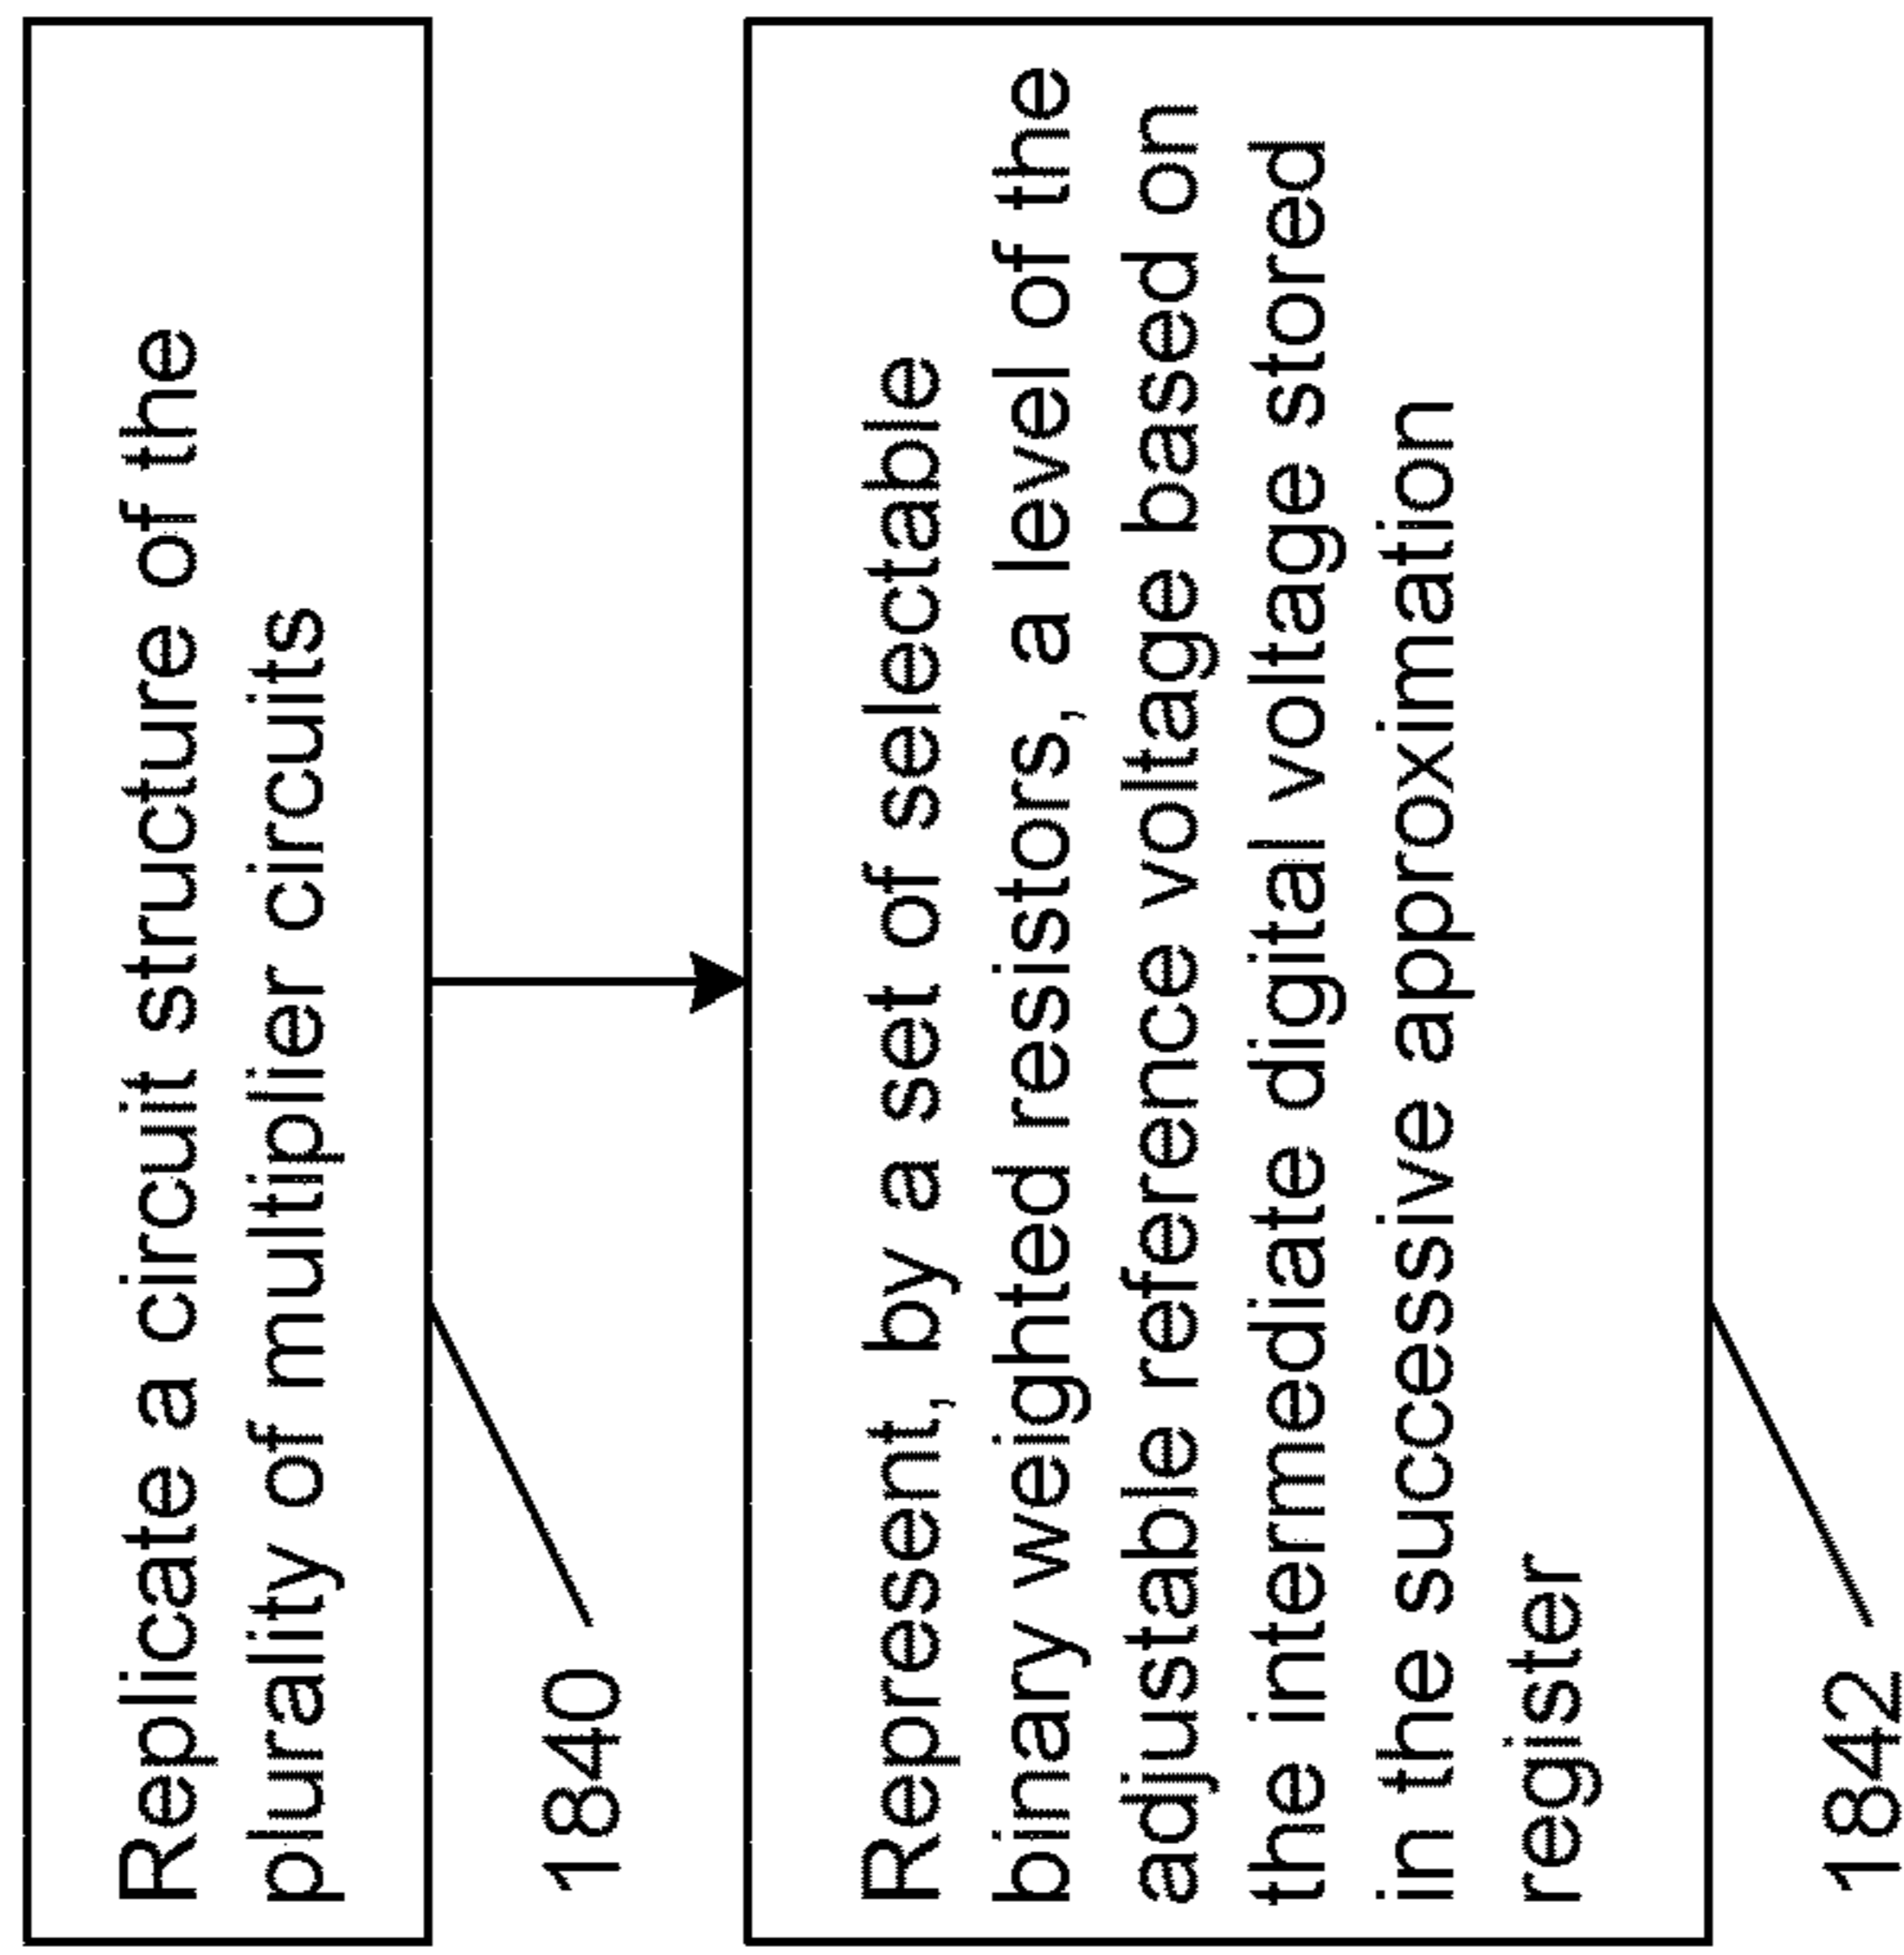 Replicate a circuit structure of the
plurality of multiplier circuits
1840
Represent, by a set of selectable
binary weighted resistors, a level of the
adjustable reference voltage based on
the intermediate digital voltage stored
in the successive approximation
register
1842